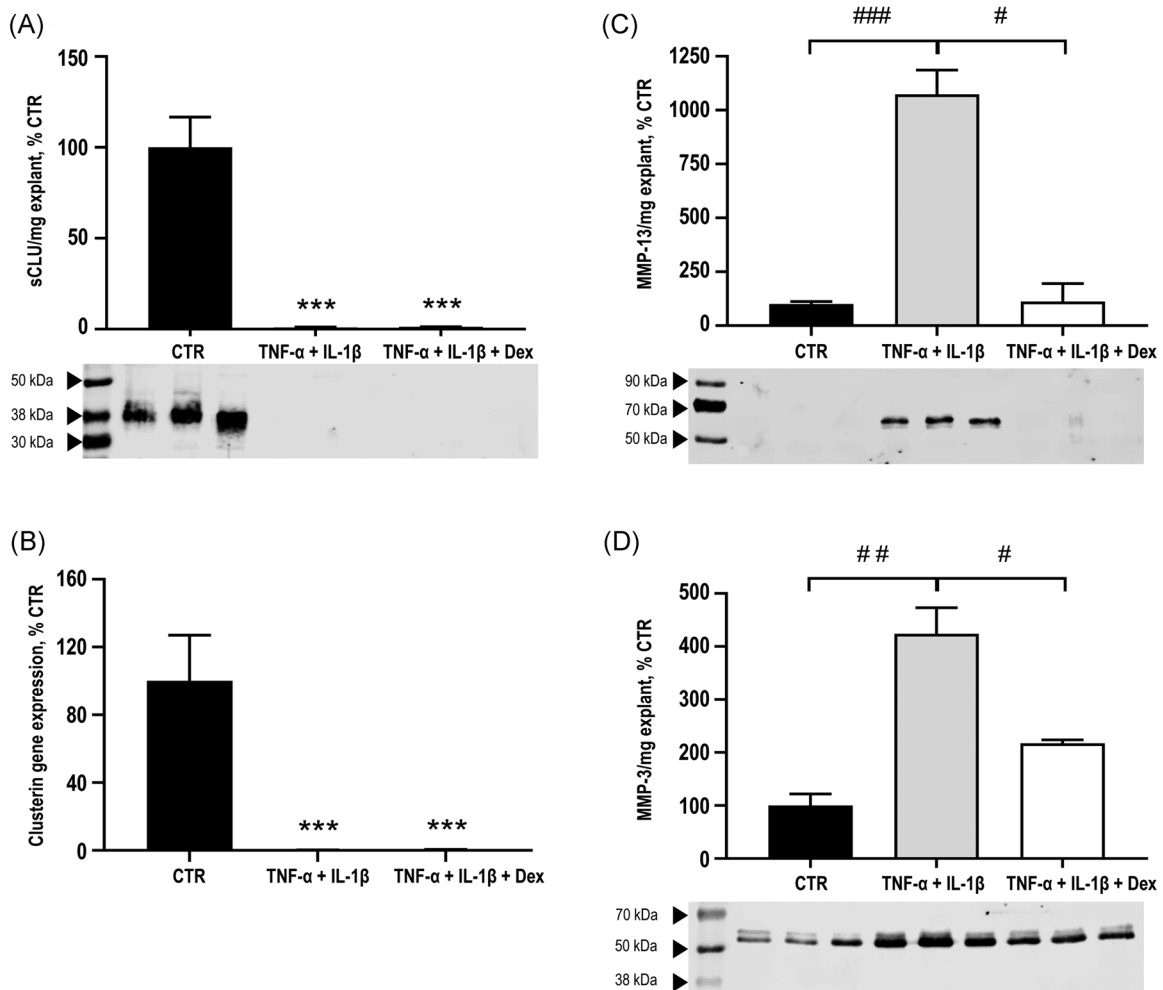 (A)
sCLU/mg explant, % CTR
150
100
50
0
*** ***
CTR TNF-α + IL-1β TNF-α + IL-1β + Dex
50 kDa
38 kDa
30 kDa
(B)
Clusterin gene expression, % CTR
160
120
80
40
0
*** ***
CTR TNF-α + IL-1β TNF-α + IL-1β + Dex
(C)
### #
MMP-13/mg explant, % CTR
1250
1000
750
500
250
0
CTR TNF-α + IL-1β TNF-α + IL-1β + Dex
90 kDa
70 kDa
50 kDa
(D)
# # #
MMP-3/mg explant, % CTR
500
400
300
200
100
0
CTR TNF-α + IL-1β TNF-α + IL-1β + Dex
70 kDa
50 kDa
38 kDa